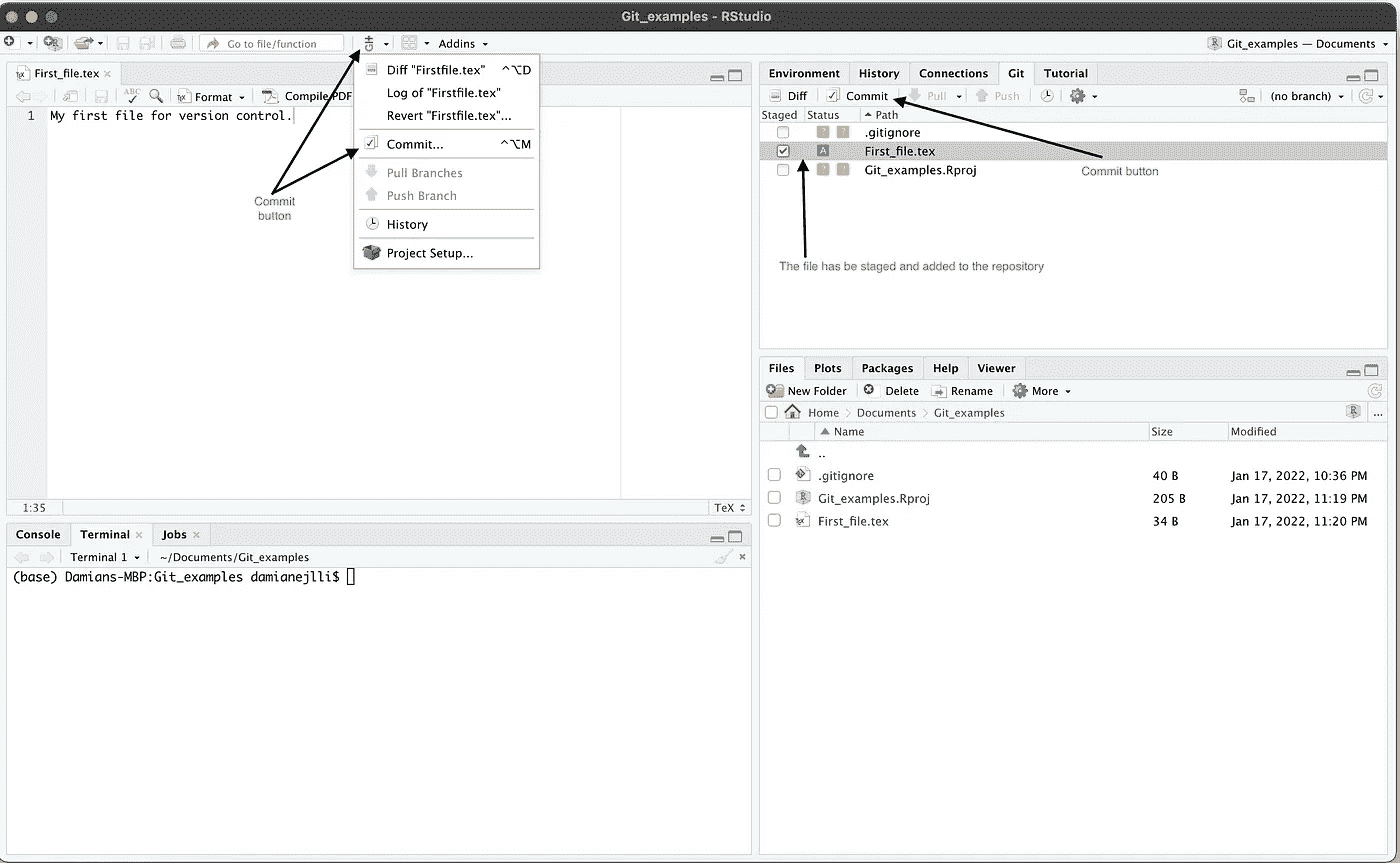 Git_examples - RStudio
Go to file/function
Addins
Git_examples — Documents
First_file.tex
ABC
Format
Compile PDF
1 My first file for version control.
Diff "Firstfile.tex" ^⌥D
Log of "Firstfile.tex"
Revert "Firstfile.tex"...
Commit... ^⌥M
Pull Branches
Push Branch
History
Project Setup...
Commit
button
1:35
TeX
Console Terminal Jobs
Terminal 1 ~/Documents/Git_examples
(base) Damians-MBP:Git_examples damianejlli$
Environment History Connections Git Tutorial
Diff Commit Pull Push (no branch)
Staged Status Path
? ? .gitignore
A First_file.tex
? ? Git_examples.Rproj
Commit button
The file has be staged and added to the repository
Files Plots Packages Help Viewer
New Folder Delete Rename More
Home Documents Git_examples ...
Name Size Modified
..
.gitignore 40 B Jan 17, 2022, 10:36 PM
Git_examples.Rproj 205 B Jan 17, 2022, 11:19 PM
First_file.tex 34 B Jan 17, 2022, 11:20 PM